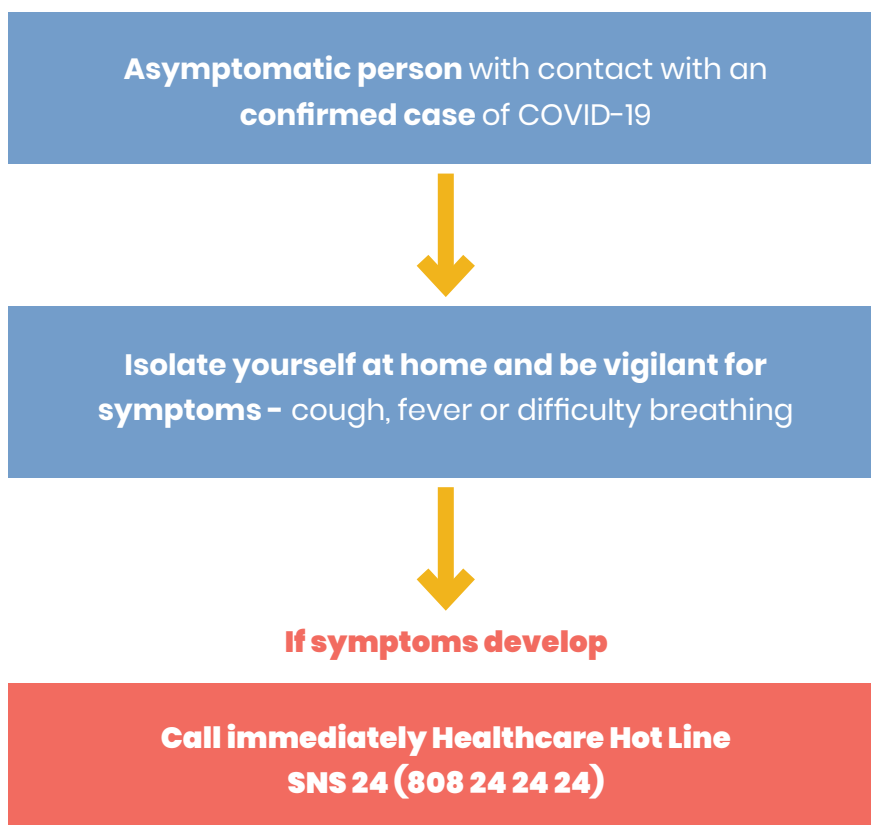 Asymptomatic person with contact with an
confirmed case of COVID-19
Isolate yourself at home and be vigilant for
symptoms - cough, fever or difficulty breathing
If symptoms develop
Call immediately Healthcare Hot Line
SNS 24 (808 24 24 24)